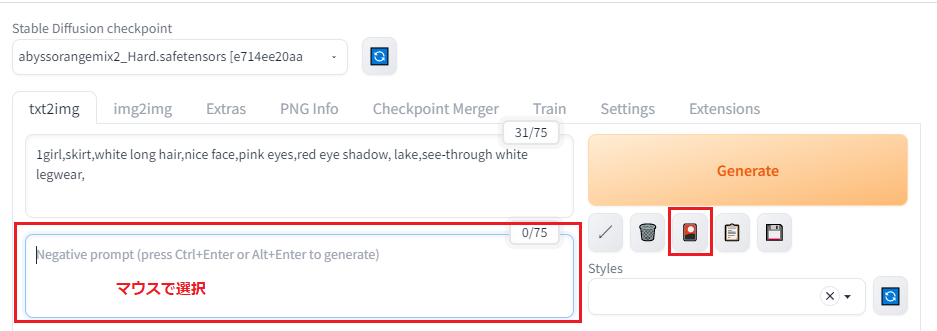 Stable Diffusion checkpoint
abyssorangemix2_Hard.safetensors [e714ee20aa
txt2img img2img Extras PNG Info Checkpoint Merger Train Settings Extensions
31/75
1girl,skirt,white long hair,nice face,pink eyes,red eye shadow, lake,see-through white
legwear,
Generate
0/75
Negative prompt (press Ctrl+Enter or Alt+Enter to generate)
マウスで選択
Styles